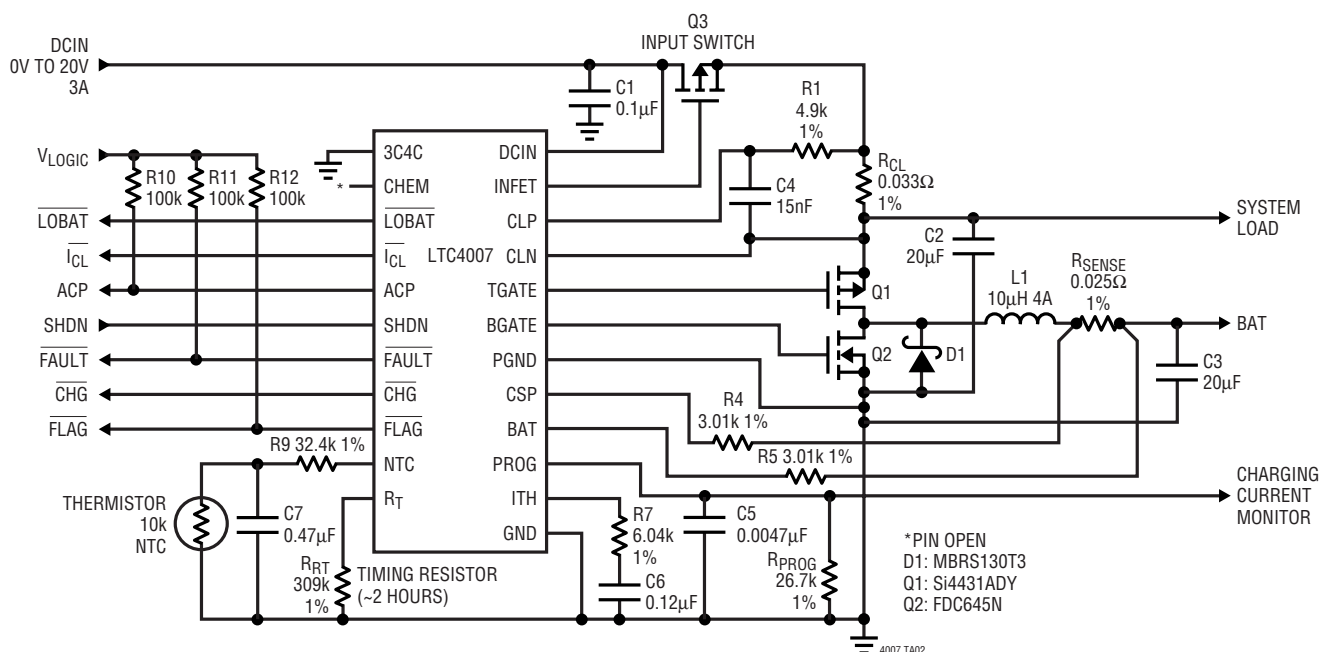 Q3
INPUT SWITCH
DCIN
0V TO 20V
3A
C1
0.1µF
R1
4.9k
1%
VLOGIC
R10
100k
R11
100k
R12
100k
3C4C
DCIN
* CHEM
INFET
C4
15nF
RCL
0.033Ω
1%
LOBAT
LOBAT
CLP
SYSTEM
LOAD
C2
20µF
ICL
ICL
LTC4007
CLN
L1
10µH 4A
RSENSE
0.025Ω
1%
ACP
ACP
TGATE
Q1
SHDN
SHDN
BGATE
BAT
FAULT
FAULT
PGND
Q2
D1
C3
20µF
CHG
CHG
CSP
R4
3.01k 1%
FLAG
FLAG
BAT
R9 32.4k 1%
NTC
PROG
R5 3.01k 1%
CHARGING
CURRENT
MONITOR
THERMISTOR
10k
NTC
C7
0.47µF
RT
ITH
GND
R7
6.04k
1%
C5
0.0047µF
RPROG
26.7k
1%
RRT
309k
1%
TIMING RESISTOR
(~2 HOURS)
C6
0.12µF
*PIN OPEN
D1: MBRS130T3
Q1: Si4431ADY
Q2: FDC645N
4007 TA02